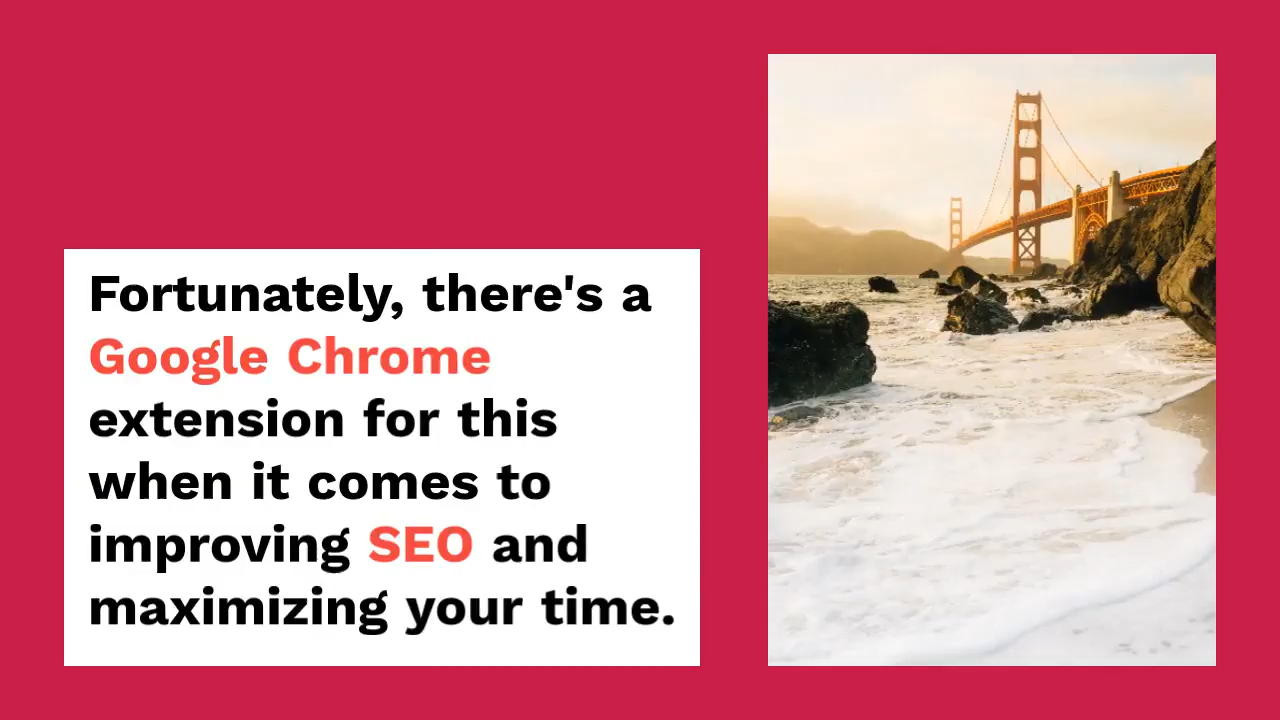 Fortunately, there's a
Google Chrome
extension for this
when it comes to
improving SEO and
maximizing your time.